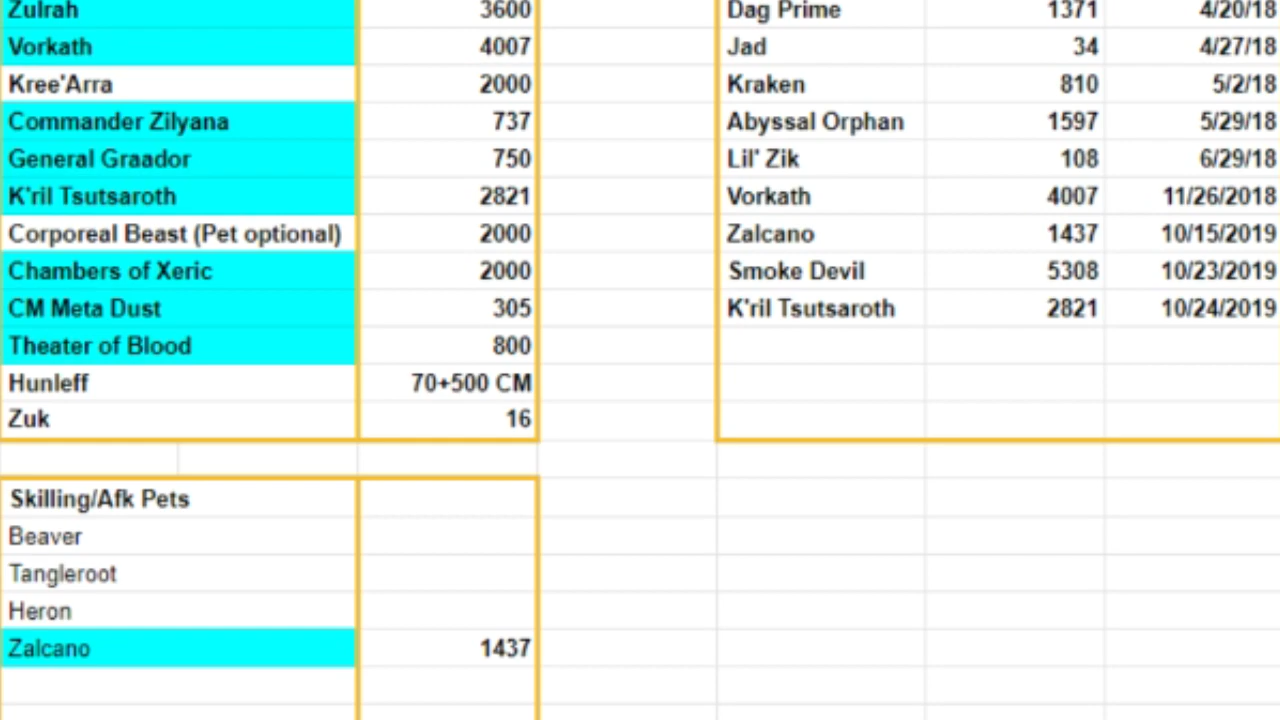 Zulrah 3600 Dag Prime 1371 4/20/18
Vorkath 4007 Jad 34 4/27/18
Kree'Arra 2000 Kraken 810 5/2/18
Commander Zilyana 737 Abyssal Orphan 1597 5/29/18
General Graador 750 Lil' Zik 108 6/29/18
K'ril Tsutsaroth 2821 Vorkath 4007 11/26/2018
Corporeal Beast (Pet optional) 2000 Zalcano 1437 10/15/2019
Chambers of Xeric 2000 Smoke Devil 5308 10/23/2019
CM Meta Dust 305 K'ril Tsutsaroth 2821 10/24/2019
Theater of Blood 800
Hunleff 70+500 CM
Zuk 16
Skilling/Afk Pets
Beaver
Tangleroot
Heron
Zalcano 1437